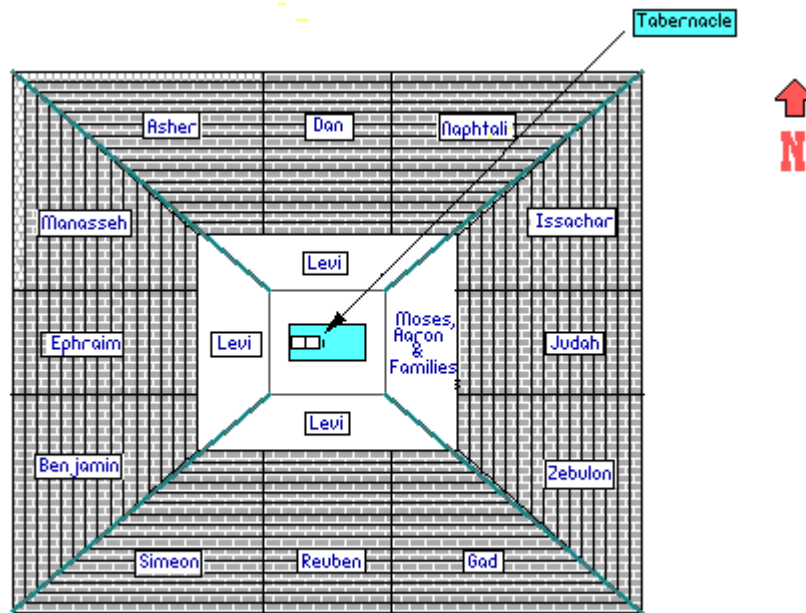 Tabernacle
Asher
Dan
Naphtali
N
Manasseh
Issachar
Levi
Ephraim
Levi
Moses,
Aaron
&
Families
Judah
Levi
Benjamin
Zebulon
Simeon
Reuben
Gad